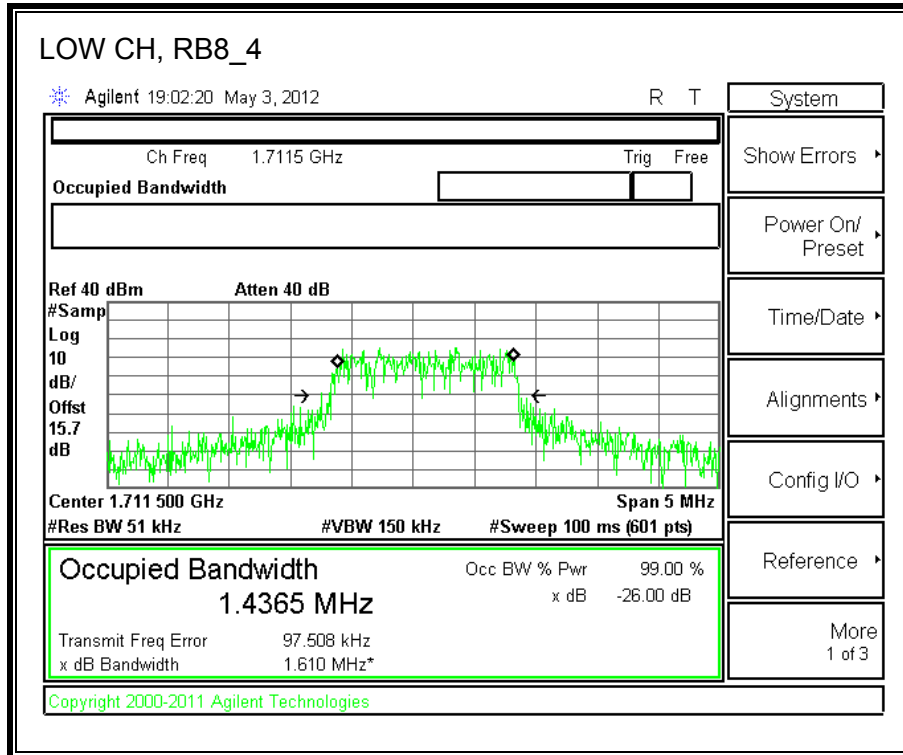 LOW CH, RB8_4
Agilent 19:02:20 May 3, 2012 R T
System
Ch Freq 1.7115 GHz Trig Free
Occupied Bandwidth
Show Errors
Power On/
Preset
Time/Date
Alignments
Config I/O
Reference
More
1 of 3
Ref 40 dBm Atten 40 dB
#Samp
Log
10
dB/
Offst
15.7
dB
Center 1.711 500 GHz Span 5 MHz
#Res BW 51 kHz #VBW 150 kHz #Sweep 100 ms (601 pts)
Occupied Bandwidth Occ BW % Pwr 99.00 %
1.4365 MHz x dB -26.00 dB
Transmit Freq Error 97.508 kHz
x dB Bandwidth 1.610 MHz*
Copyright 2000-2011 Agilent Technologies